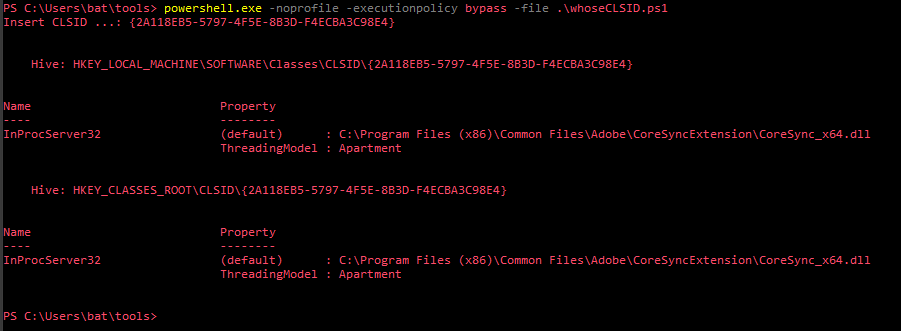 PS C:\Users\bat\tools> powershell.exe -noprofile -executionpolicy bypass -file .\whoseCLSID.ps1
Insert CLSID ...: {2A118EB5-5797-4F5E-8B3D-F4ECBA3C98E4}
Hive: HKEY_LOCAL_MACHINE\SOFTWARE\Classes\CLSID\{2A118EB5-5797-4F5E-8B3D-F4ECBA3C98E4}
Name Property
---- --------
InProcServer32 (default) : C:\Program Files (x86)\Common Files\Adobe\CoreSyncExtension\CoreSync_x64.dll
ThreadingModel : Apartment
Hive: HKEY_CLASSES_ROOT\CLSID\{2A118EB5-5797-4F5E-8B3D-F4ECBA3C98E4}
Name Property
---- --------
InProcServer32 (default) : C:\Program Files (x86)\Common Files\Adobe\CoreSyncExtension\CoreSync_x64.dll
ThreadingModel : Apartment
PS C:\Users\bat\tools>